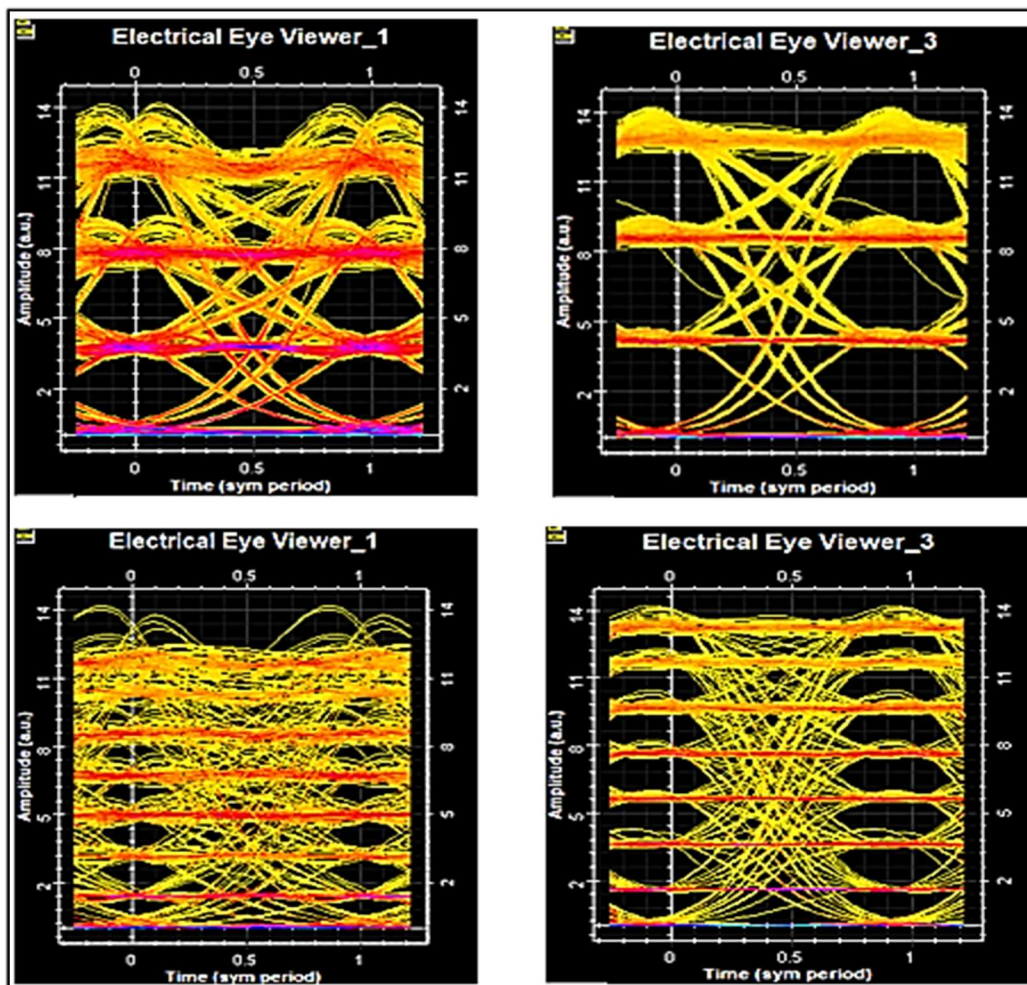 Electrical Eye Viewer_1
0 0.5 1
14 14
11 11
8 8
5 5
2 2
Amplitude (a.u.)
0 0.5 1
Time (sym period)
Electrical Eye Viewer_3
0 0.5 1
14 14
11 11
8 8
5 5
2 2
Amplitude (a.u.)
0 0.5 1
Time (sym period)
Electrical Eye Viewer_1
0 0.5 1
14 14
11 11
8 8
5 5
2 2
Amplitude (a.u.)
0 0.5 1
Time (sym period)
Electrical Eye Viewer_3
0 0.5 1
14 14
11 11
8 8
5 5
2 2
Amplitude (a.u.)
0 0.5 1
Time (sym period)